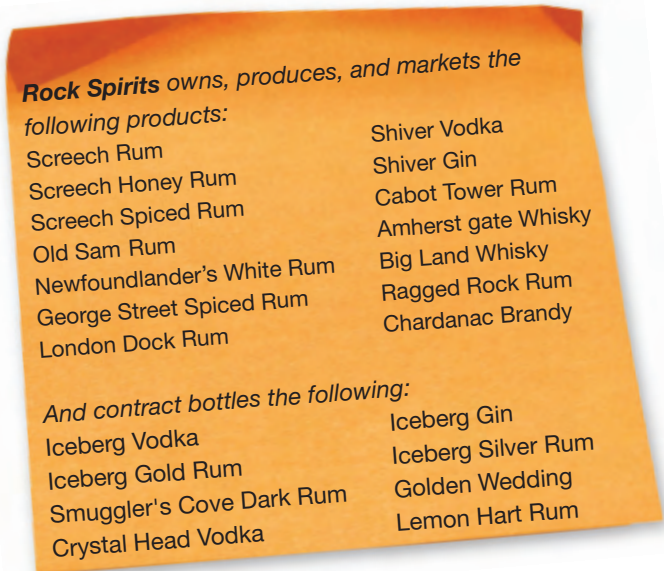 Rock Spirits owns, produces, and markets the
following products:
Screech Rum
Screech Honey Rum
Screech Spiced Rum
Old Sam Rum
Newfoundlander's White Rum
George Street Spiced Rum
London Dock Rum
Shiver Vodka
Shiver Gin
Cabot Tower Rum
Amherst gate Whisky
Big Land Whisky
Ragged Rock Rum
Chardanac Brandy
And contract bottles the following:
Iceberg Vodka
Iceberg Gold Rum
Smuggler's Cove Dark Rum
Crystal Head Vodka
Iceberg Gin
Iceberg Silver Rum
Golden Wedding
Lemon Hart Rum